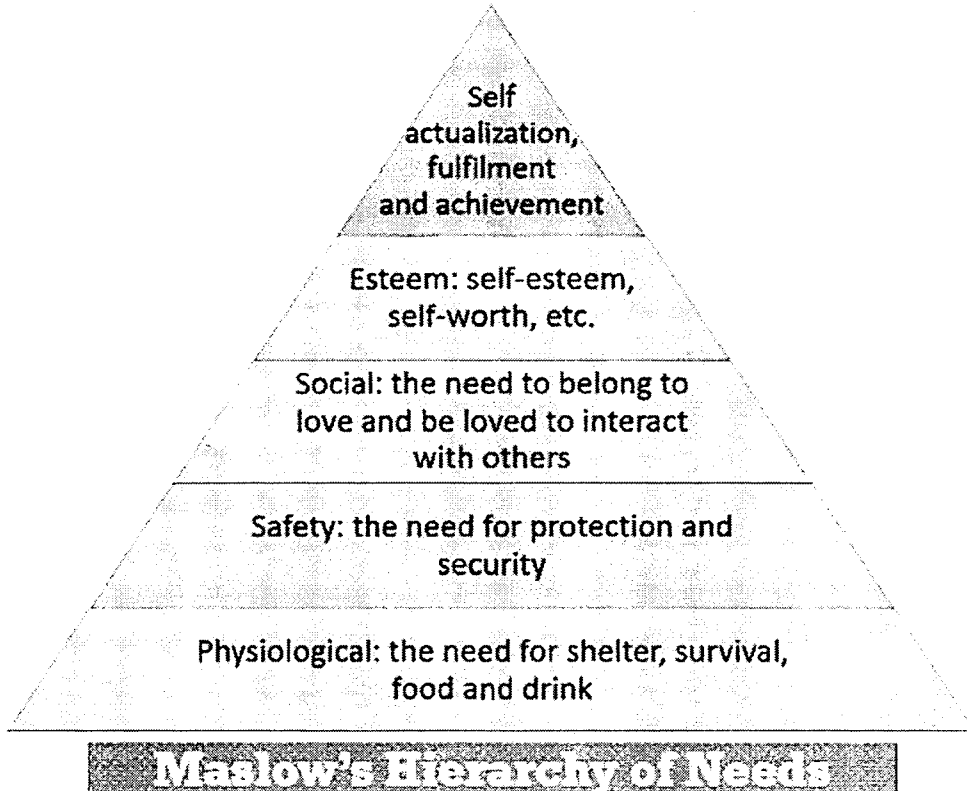 Self
actualization,
fulfilment
and achievement
Esteem: self-esteem,
self-worth, etc.
Social: the need to belong to
love and be loved to interact
with others
Safety: the need for protection and
security
Physiological: the need for shelter, survival,
food and drink
Maslow's Hierarchy of Needs